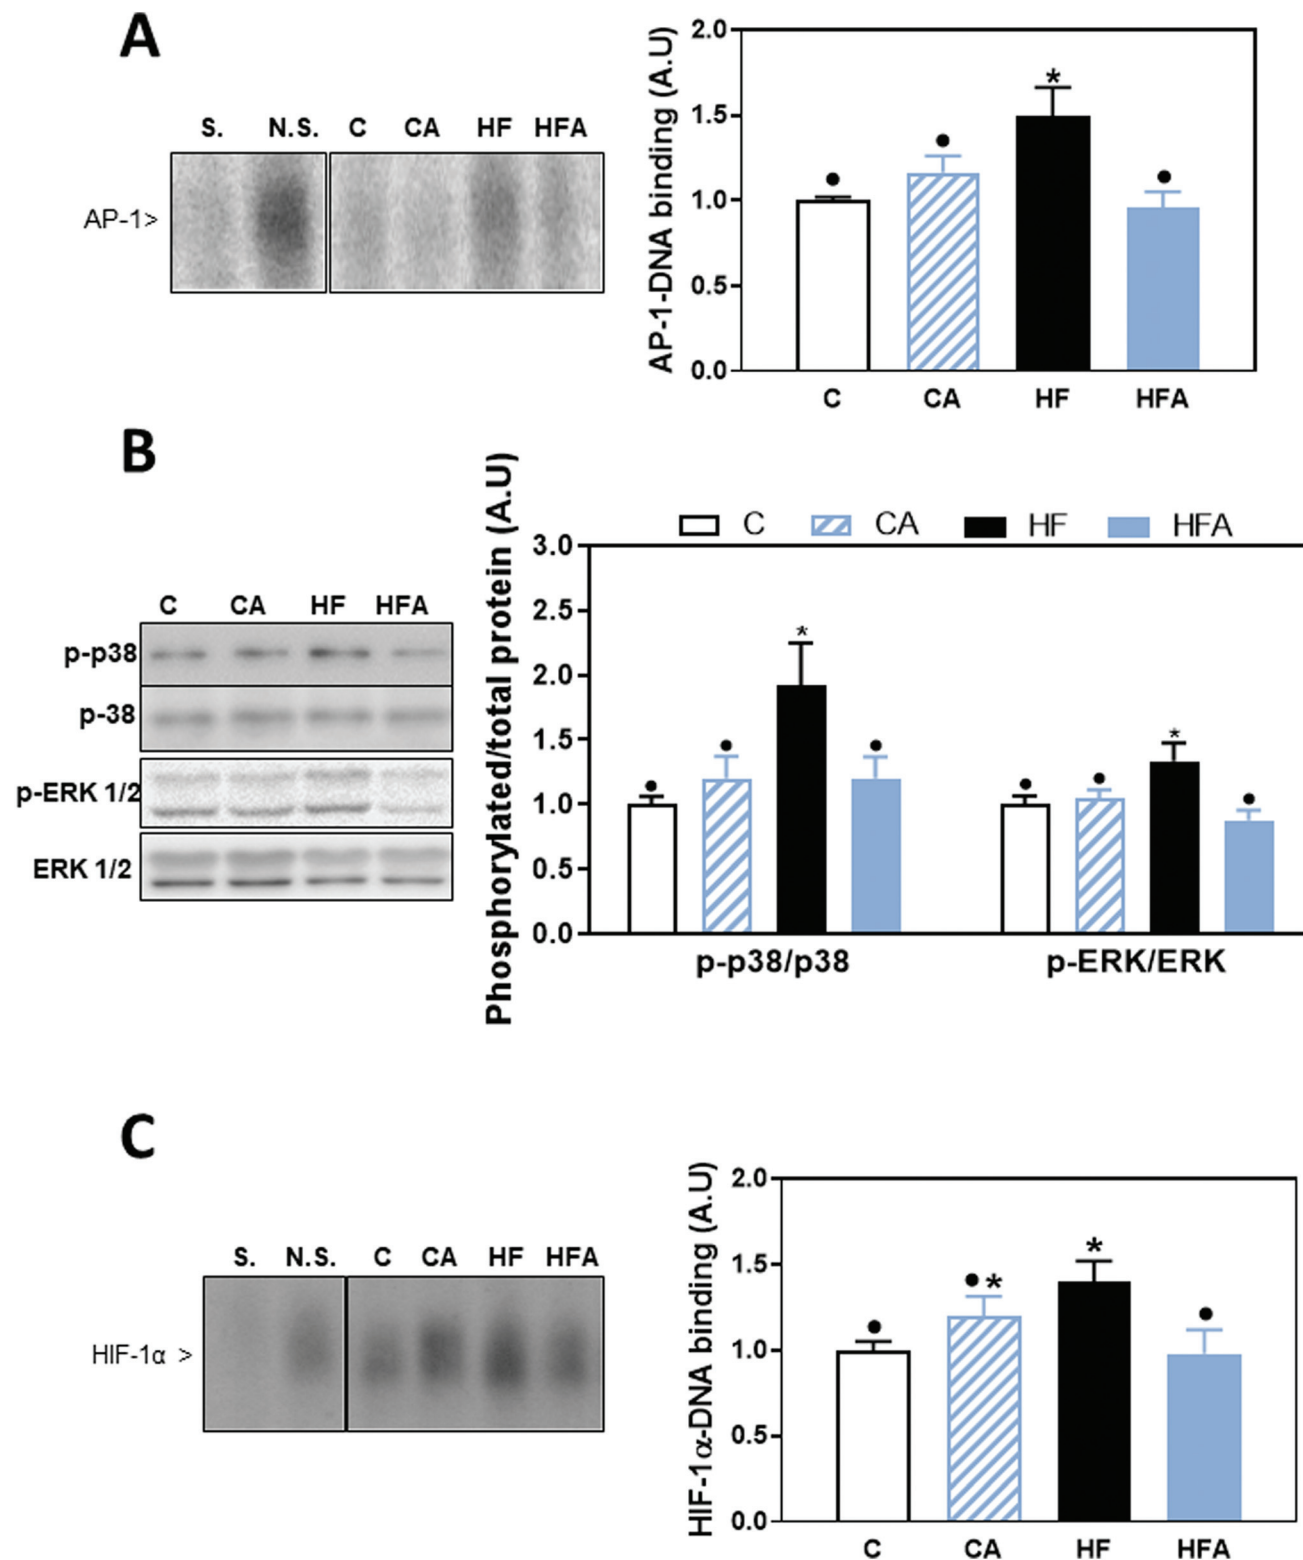 A
S. N.S. C CA HF HFA
AP-1>
AP-1-DNA binding (A.U)
2.0
*
1.5
1.0
0.5
0.0
C CA HF HFA
B
C CA HF HFA
p-p38
p-38
p-ERK 1/2
ERK 1/2
Phosphorylated/total protein (A.U)
C CA HF HFA
3.0
2.5
*
2.0
1.5
*
1.0
0.5
0.0
p-p38/p38 p-ERK/ERK
C
S. N.S. C CA HF HFA
HIF-1α >
HIF-1α-DNA binding (A.U)
2.0
*
1.5
*
1.0
0.5
0.0
C CA HF HFA